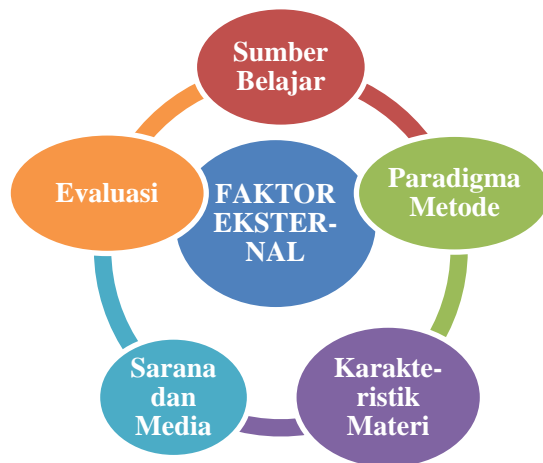 Sumber
Belajar
Evaluasi
FAKTOR
EKSTER-
NAL
Paradigma
Metode
Sarana
dan
Media
Karakte-
ristik
Materi